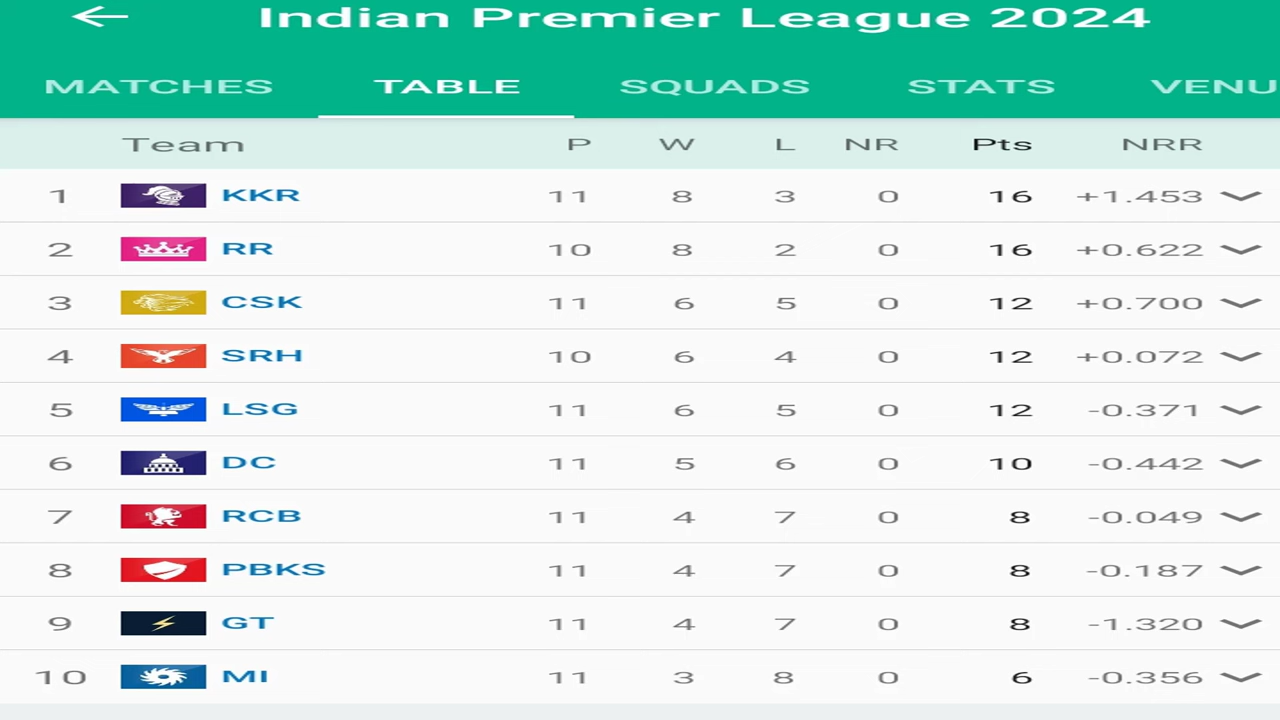 Indian Premier League 2024
MATCHES TABLE SQUADS STATS VENU
Team P W L NR Pts NRR
1 KKR 11 8 3 0 16 +1.453
2 RR 10 8 2 0 16 +0.622
3 CSK 11 6 5 0 12 +0.700
4 SRH 10 6 4 0 12 +0.072
5 LSG 11 6 5 0 12 -0.371
6 DC 11 5 6 0 10 -0.442
7 RCB 11 4 7 0 8 -0.049
8 PBKS 11 4 7 0 8 -0.187
9 GT 11 4 7 0 8 -1.320
10 MI 11 3 8 0 6 -0.356